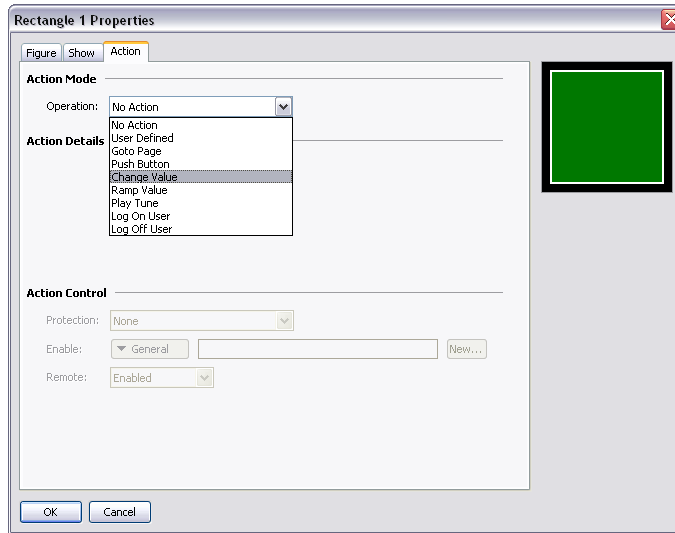 Rectangle 1 Properties
Figure Show Action
Action Mode
Operation: No Action
No Action
User Defined
Action Details
Goto Page
Push Button
Change Value
Ramp Value
Play Tune
Log On User
Log Off User
Action Control
Protection: None
Enable: General New...
Remote: Enabled
OK Cancel